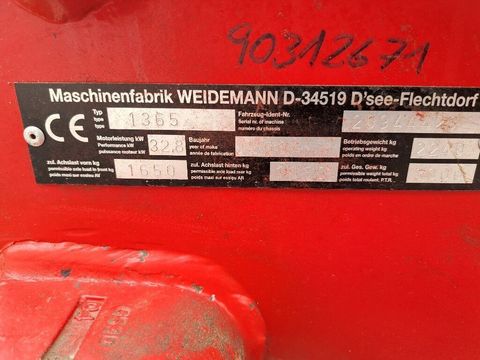 90312671
Maschinenfabrik WEIDEMANN D-34519 D'see-Flechtdorf
CE
Typ
type
type
1365
Fahrzeug-Ident-Nr.
Serial nr. of machine
numéro du chassis
Motorleistung kW
Performance kW
puissance moteur kW
32,8
Baujahr
year of make
année de fabrication
Betriebsgewicht kg
operating weight kg
poids en ordre de marche
zul. Achslast vorn kg
permissible axle load in front kg
poids maxi sur essieu AV
1650
zul. Achslast hinten kg
permissible axle load rear kg
poids maxi sur essieu AR
zul. Ges. Gew. kg
permissible weight total kg
poids total roulant, P.T.R.